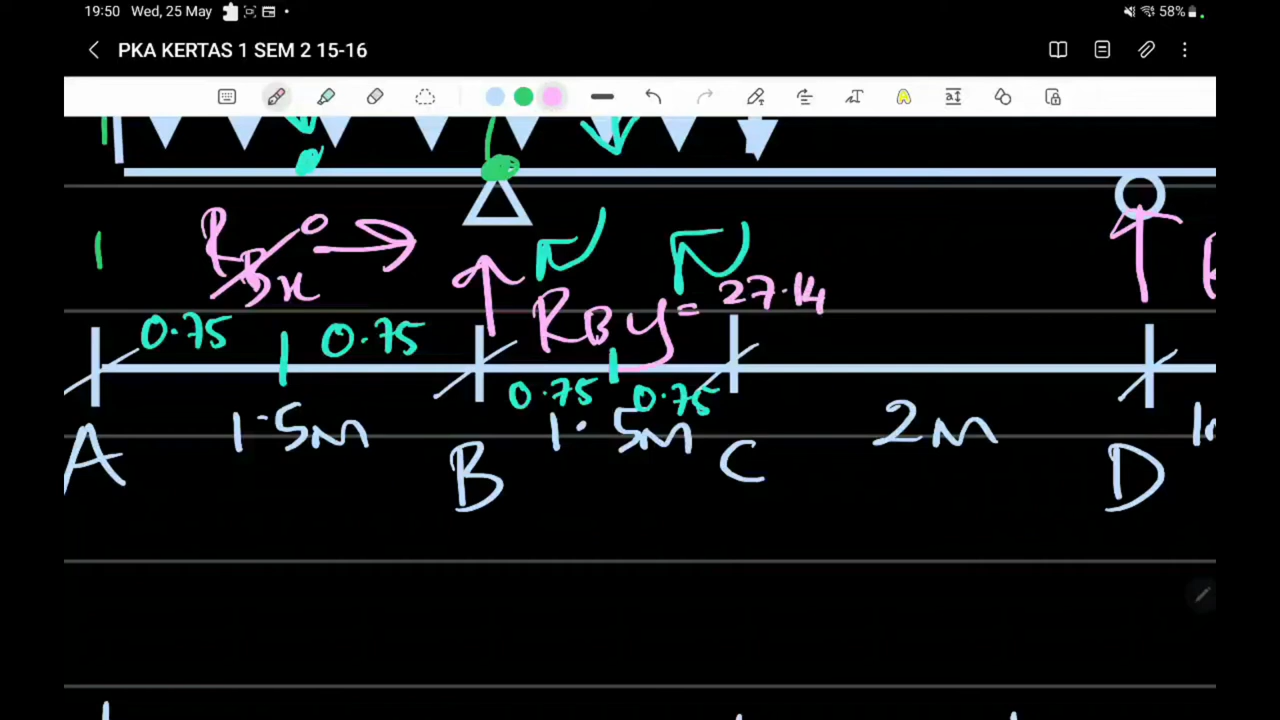 19:50 Wed, 25 May
58%
PKA KERTAS 1 SEM 2 15-16
RBx
0
RBy = 27.14
0.75 0.75
0.75 0.75
1.5m 1.5m 2m
A B C D